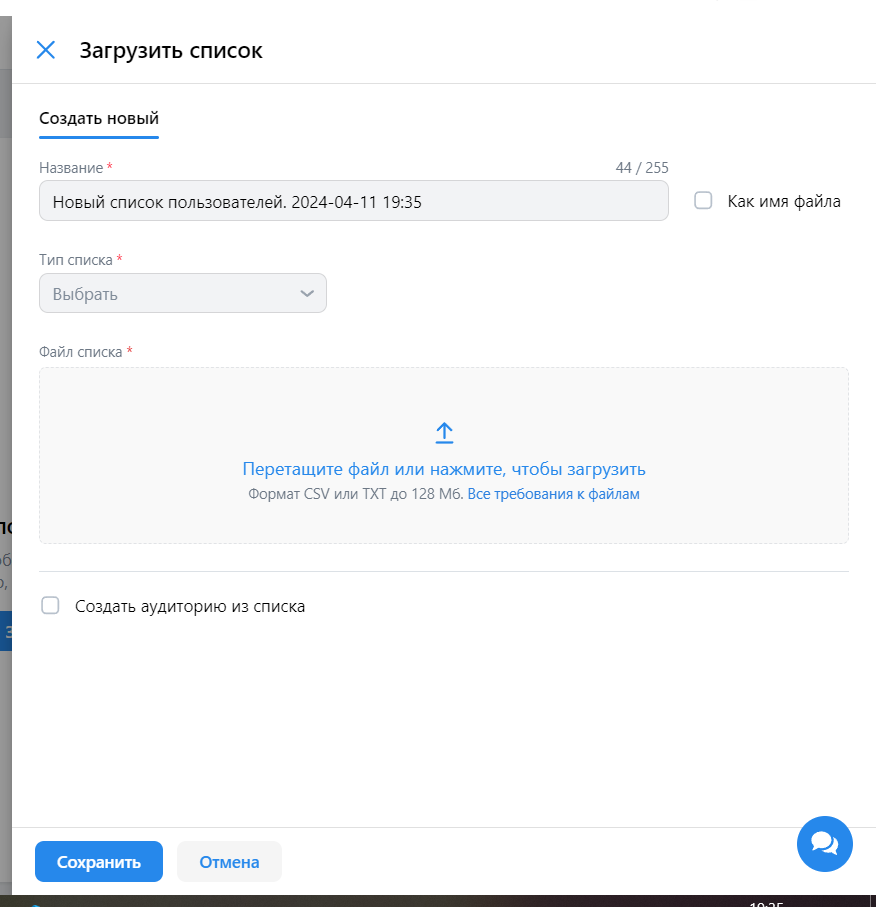 Загрузить список
Создать новый
Название *
44 / 255
Новый список пользователей. 2024-04-11 19:35
Как имя файла
Тип списка *
Выбрать
Файл списка *
Перетащите файл или нажмите, чтобы загрузить
Формат CSV или TXT до 128 Мб. Все требования к файлам
Создать аудиторию из списка
Сохранить
Отмена